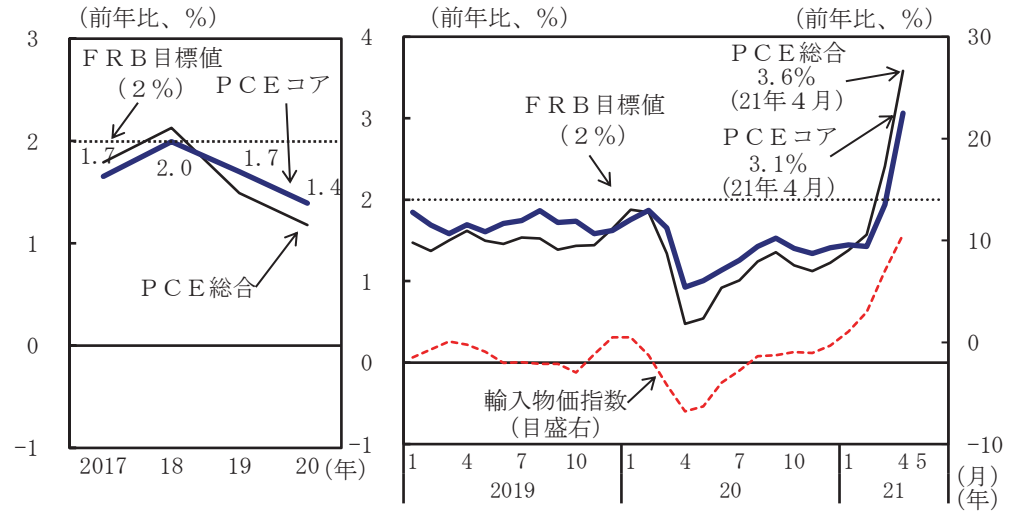 （前年比、％）
3
2
1
0
-1
ＦＲＢ目標値
（２％）
ＰＣＥコア
1.7
2.0
1.7
1.4
ＰＣＥ総合
2017
18
19
20
（年）
（前年比、％）
（前年比、％）
4
3
2
1
0
-1
30
20
10
0
-10
ＦＲＢ目標値
（２％）
ＰＣＥ総合
3.6%
（21年４月）
ＰＣＥコア
3.1%
（21年４月）
輸入物価指数
（目盛右）
1 4 7 10 1 4 7 10 1 4 5
（月）
2019 20 21
（年）